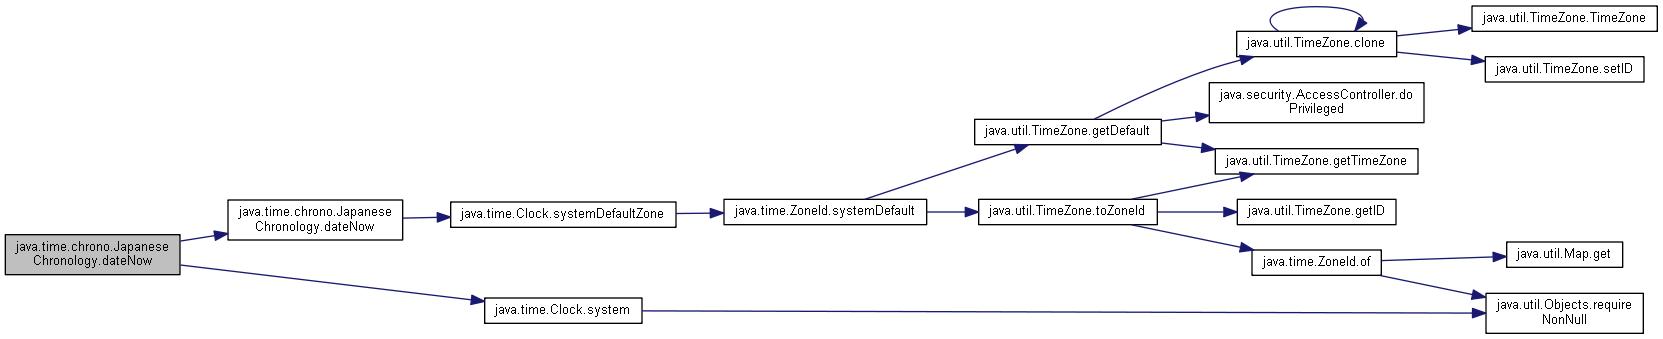 java.time.chrono.Japanese
Chronology.dateNow
java.time.chrono.Japanese
Chronology.dateNow
java.time.Clock.system
java.time.Clock.systemDefaultZone
java.time.ZoneId.systemDefault
java.util.TimeZone.getDefault
java.util.TimeZone.toZoneId
java.util.TimeZone.clone
java.security.AccessController.do
Privileged
java.util.TimeZone.getTimeZone
java.util.TimeZone.getID
java.time.ZoneId.of
java.util.TimeZone.TimeZone
java.util.TimeZone.setID
java.util.Map.get
java.util.Objects.require
NonNull